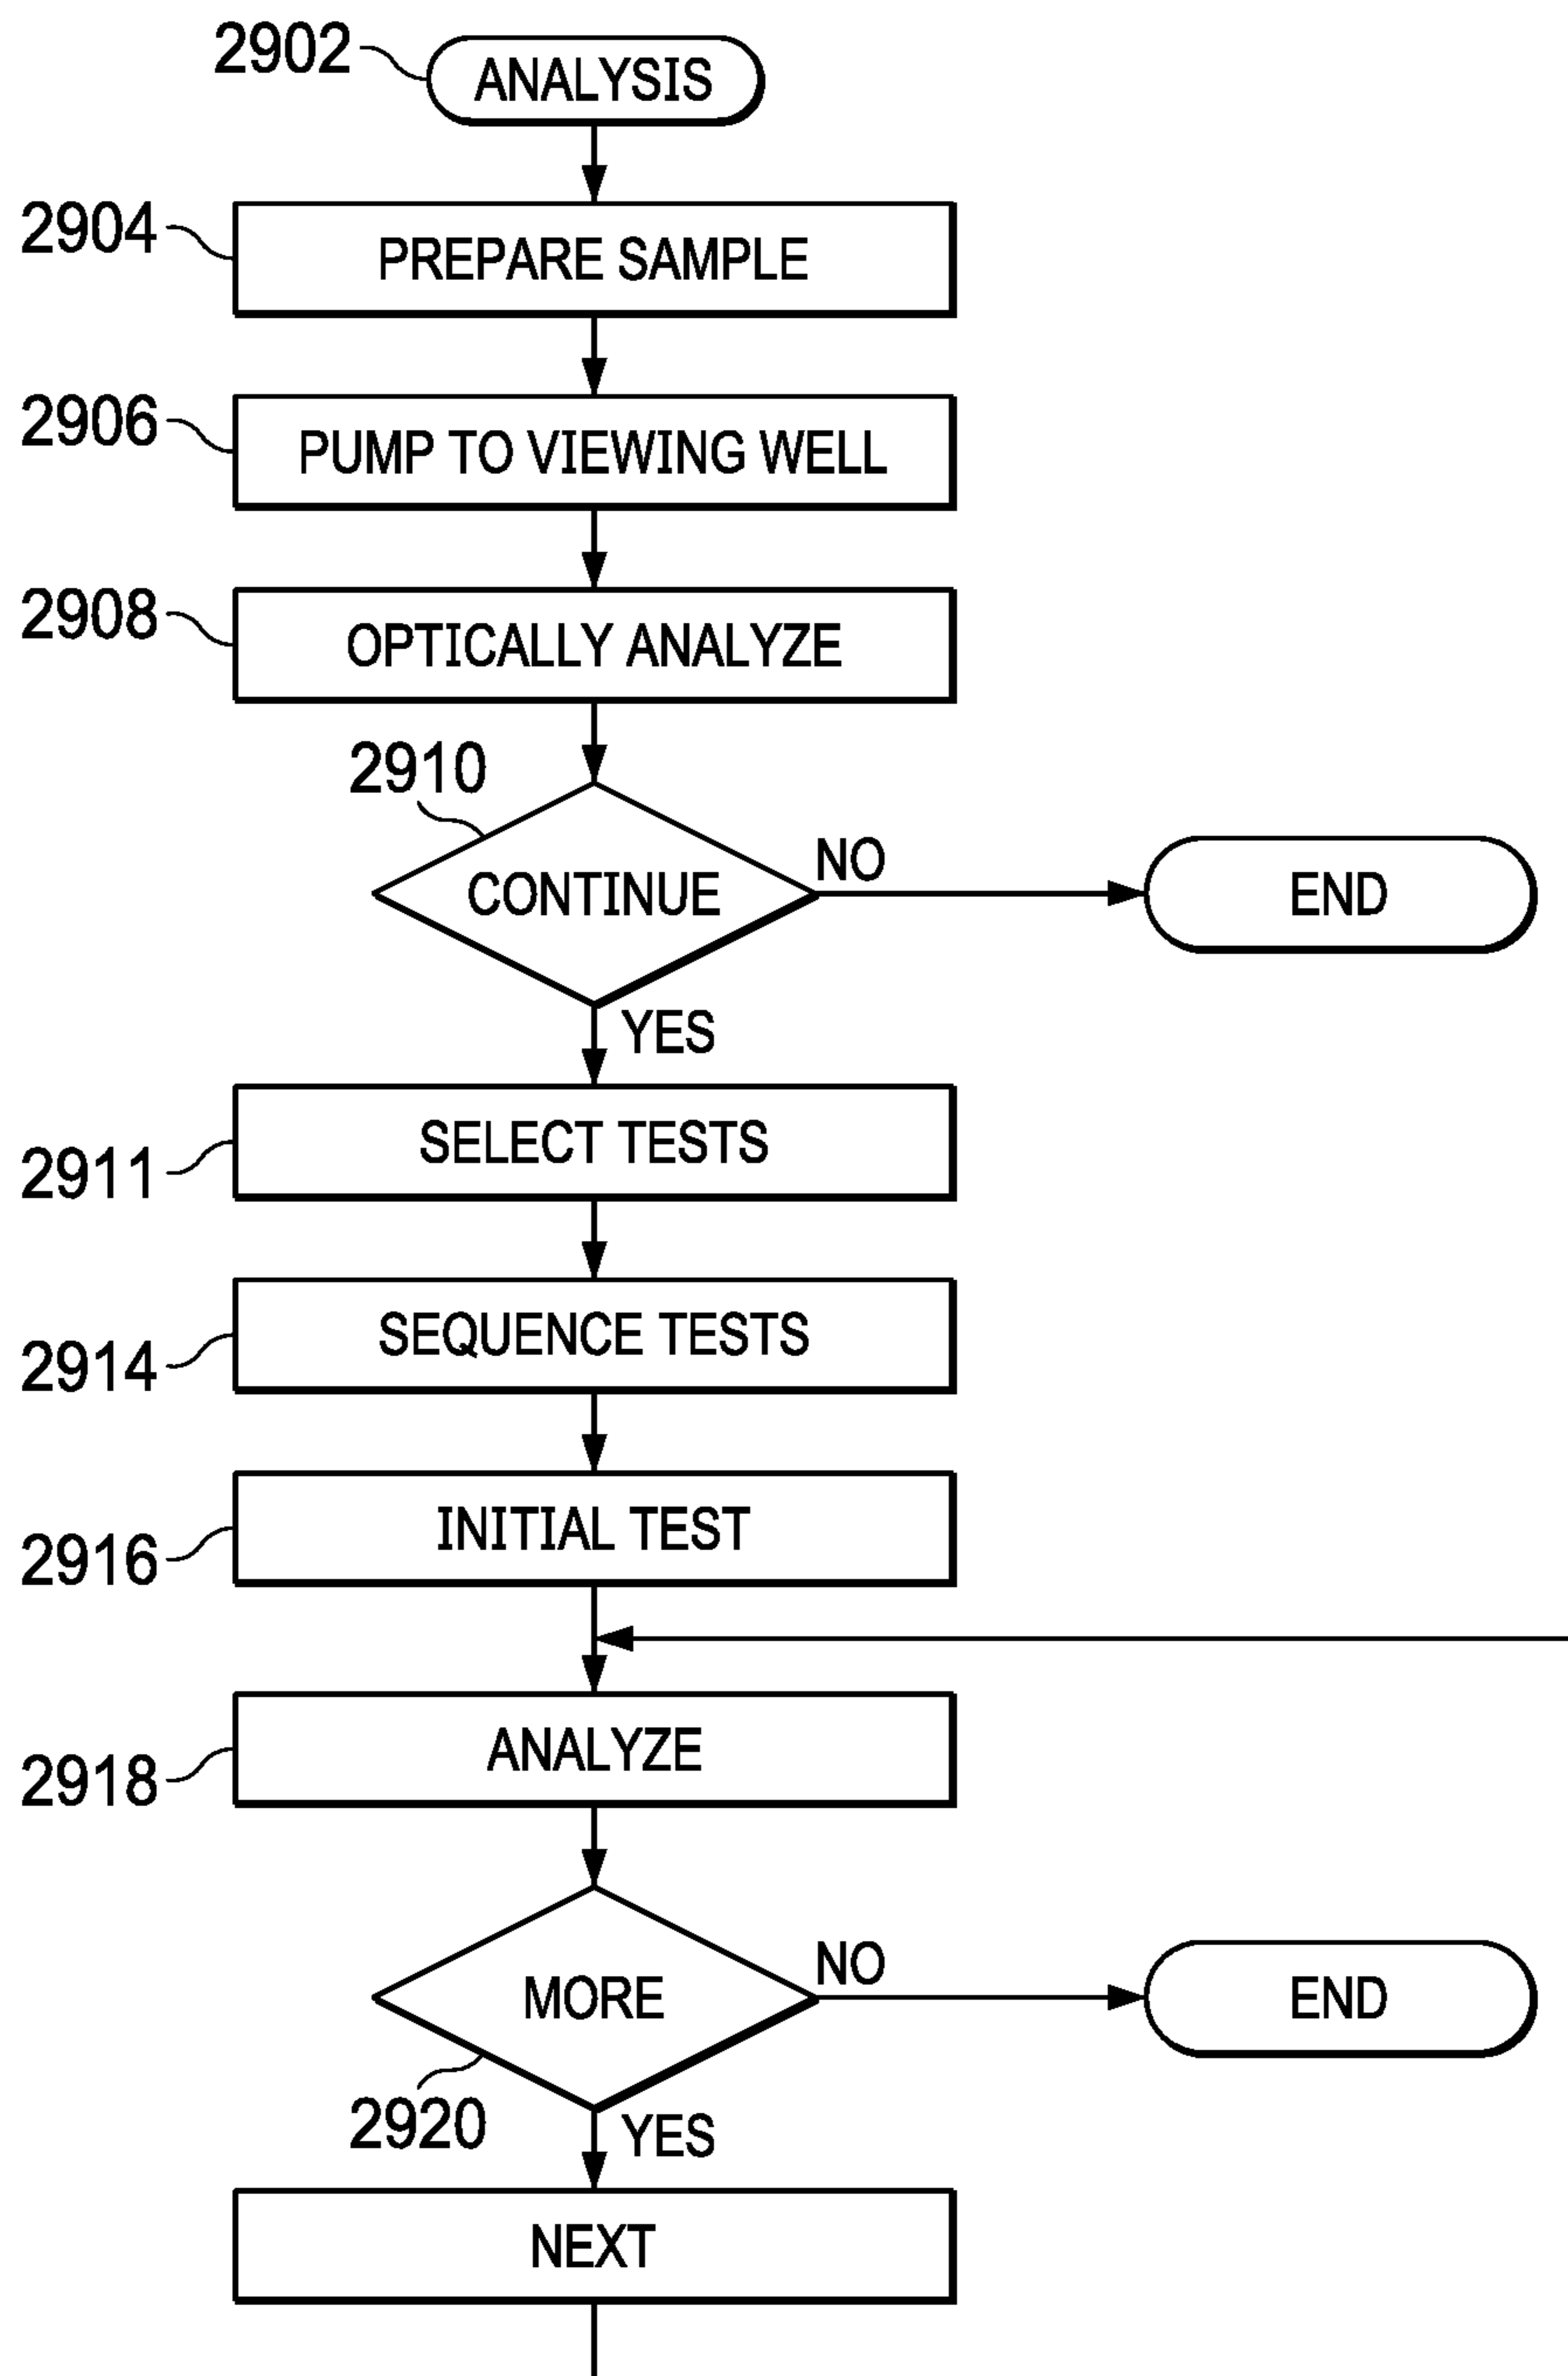 2902
ANALYSIS
2904
PREPARE SAMPLE
2906
PUMP TO VIEWING WELL
2908
OPTICALLY ANALYZE
2910
CONTINUE
NO
END
YES
2911
SELECT TESTS
2914
SEQUENCE TESTS
2916
INITIAL TEST
2918
ANALYZE
MORE
NO
END
2920
YES
NEXT